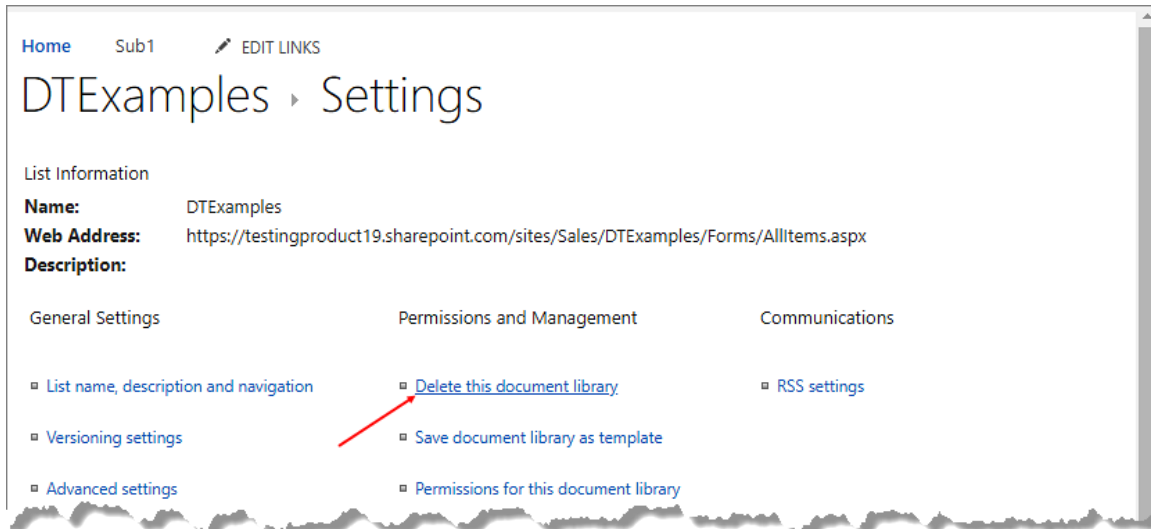 Home Sub1 EDIT LINKS
DTExamples ▸ Settings
List Information
Name: DTExamples
Web Address: https://testingproduct19.sharepoint.com/sites/Sales/DTExamples/Forms/AllItems.aspx
Description:
General Settings Permissions and Management Communications
List name, description and navigation Delete this document library RSS settings
Versioning settings Save document library as template
Advanced settings Permissions for this document library